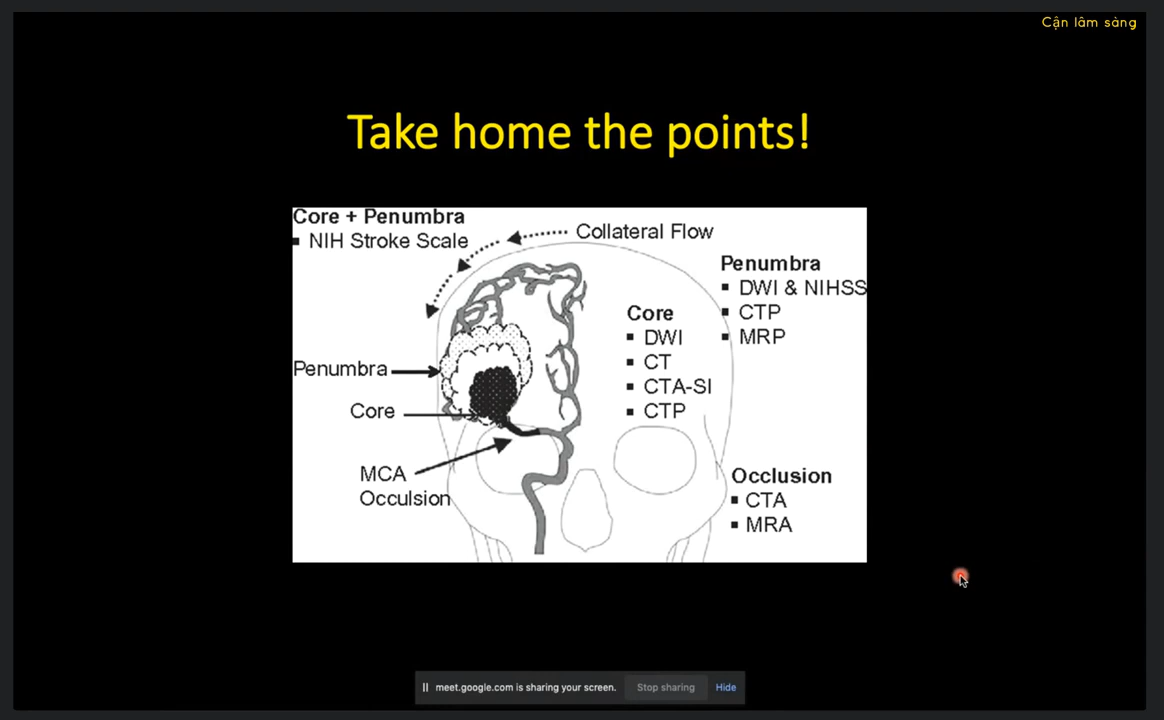 Cận lâm sàng
Take home the points!
Core + Penumbra
▪ NIH Stroke Scale
Collateral Flow
Penumbra
▪ DWI & NIHSS
▪ CTP
▪ MRP
Core
▪ DWI
▪ CT
▪ CTA-SI
▪ CTP
Penumbra
Core
MCA
Occulsion
Occlusion
▪ CTA
▪ MRA
meet.google.com is sharing your screen.
Stop sharing
Hide